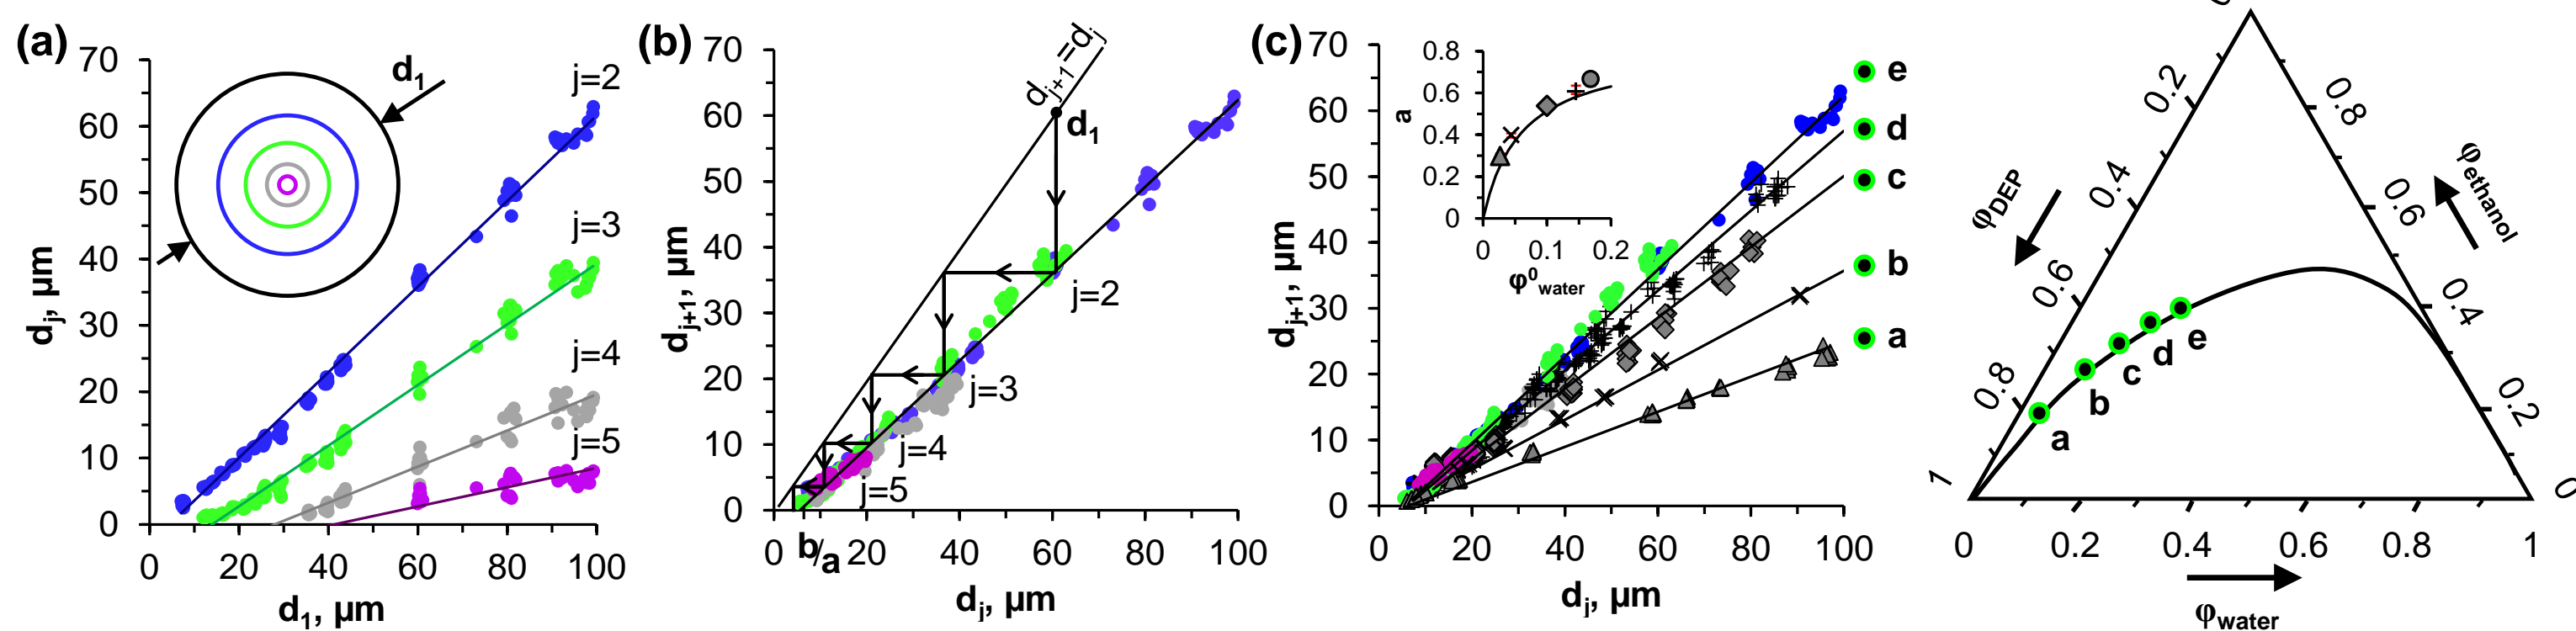 (a)
70
60
50
40
30
20
10
0
dj, µm
d1
j=2
j=3
j=4
j=5
0 20 40 60 80 100
d1, µm
(b)
70
60
50
40
30
20
10
0
dj+1, µm
dj+1=dj
d1
j=2
j=3
j=4
j=5
b/a
0 20 40 60 80 100
dj, µm
(c)
70
60
50
40
30
20
10
0
dj+1, µm
0.8
0.6
0.4
0.2
0
a
0 0.1 0.2
φ0water
e
d
c
b
a
0 20 40 60 80 100
dj, µm
0.2
0.4
0.6
0.8
1
φDEP
0.8
0.6
0.4
0.2
φethanol
a
b
c
d
e
0 0.2 0.4 0.6 0.8 1
φwater